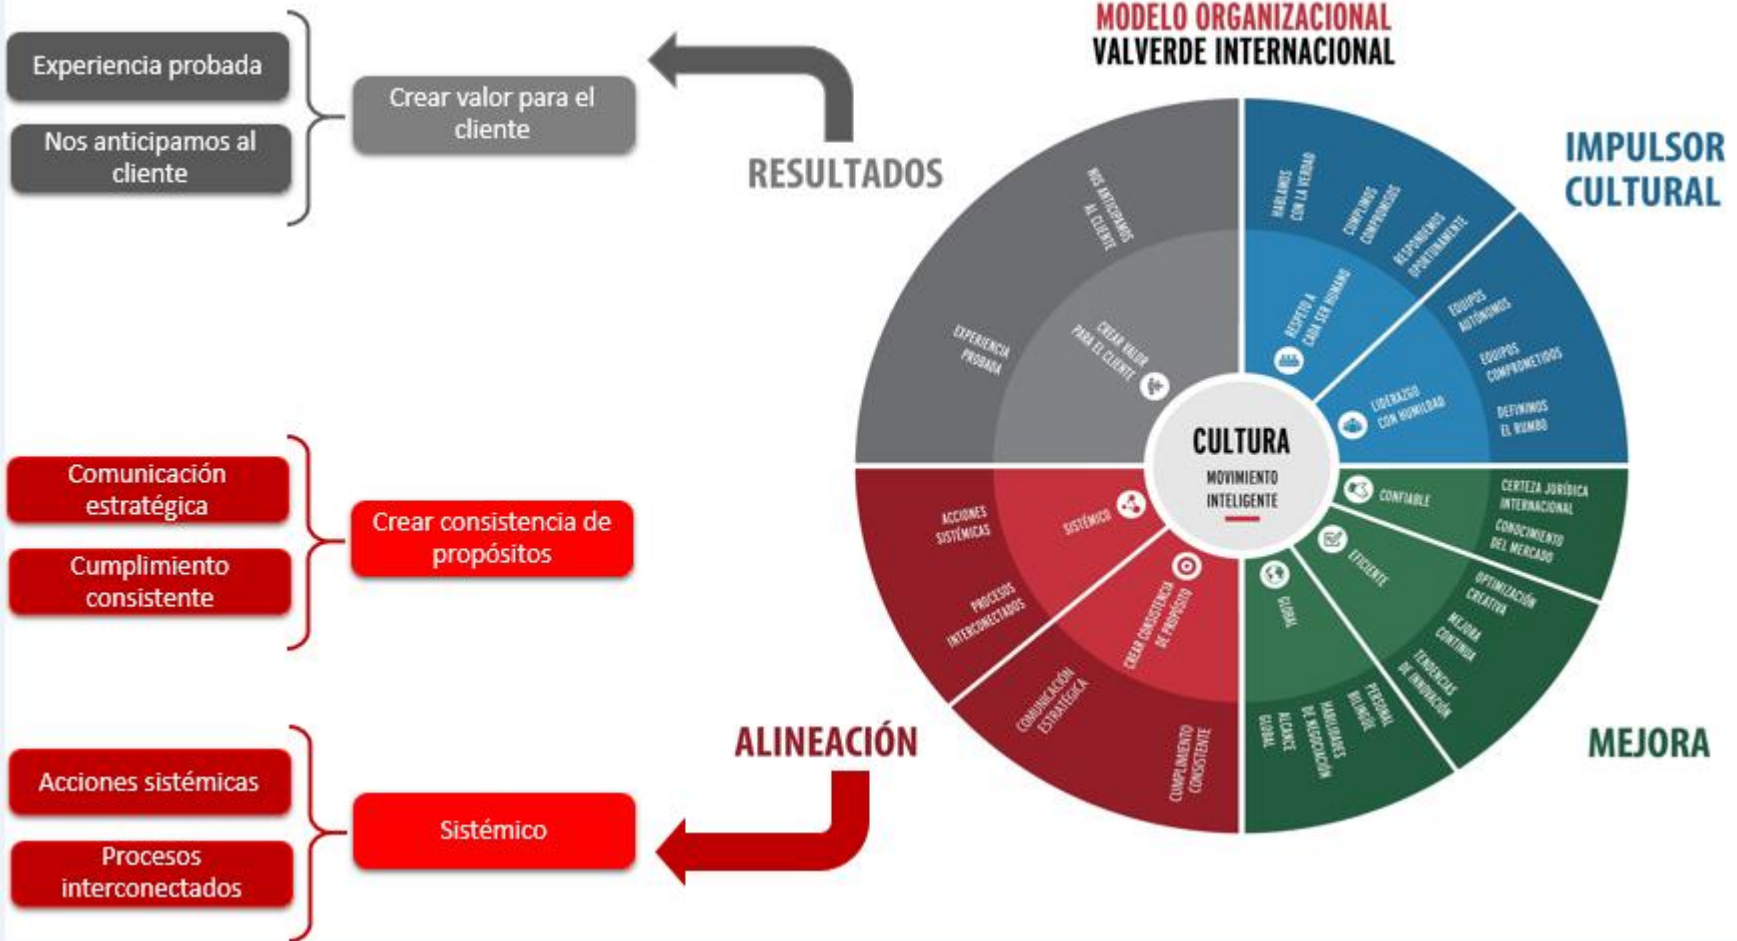 MODELO ORGANIZACIONAL
VALVERDE INTERNACIONAL
Experiencia probada
Nos anticipamos al
cliente
Crear valor para el
cliente
RESULTADOS
IMPULSOR
CULTURAL
Comunicación
estratégica
Cumplimiento
consistente
Crear consistencia de
propósitos
Acciones sistémicas
Procesos
interconectados
Sistémico
ALINEACIÓN
MEJORA
CULTURA
MOVIMIENTO
INTELIGENTE
NOS ANTICIPAMOS
AL CLIENTE
EXPERIENCIA
PROBADA
CREAR VALOR
PARA EL CLIENTE
HABLAMOS
CON LA VERDAD
CUMPLIMOS
COMPROMISOS
RESPONDEMOS
OPORTUNAMENTE
RESPETO A
CADA SER HUMANO
EQUIPOS
AUTÓNOMOS
EQUIPOS
COMPROMETIDOS
DEFINIMOS
EL RUMBO
LIDERAZGO
CON HUMILDAD
CONFIABLE
CERTEZA JURÍDICA
INTERNACIONAL
CONOCIMIENTO
DEL MERCADO
EFICIENTE
OPTIMIZACIÓN
CREATIVA
MEJORA
CONTINUA
TENDENCIAS
DE INNOVACIÓN
GLOBAL
PERSONAL
BILINGÜE
HABILIDADES
DE NEGOCIACIÓN
ALCANCE
GLOBAL
CREAR CONSISTENCIA
DE PROPÓSITO
CUMPLIMIENTO
CONSISTENTE
COMUNICACIÓN
ESTRATÉGICA
SISTÉMICO
PROCESOS
INTERCONECTADOS
ACCIONES
SISTÉMICAS